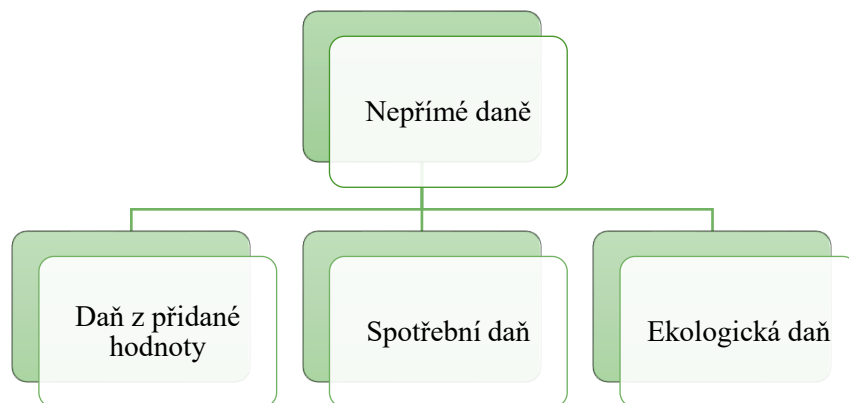 Nepřímé daně
Daň z přidané
hodnoty
Spotřební daň
Ekologická daň